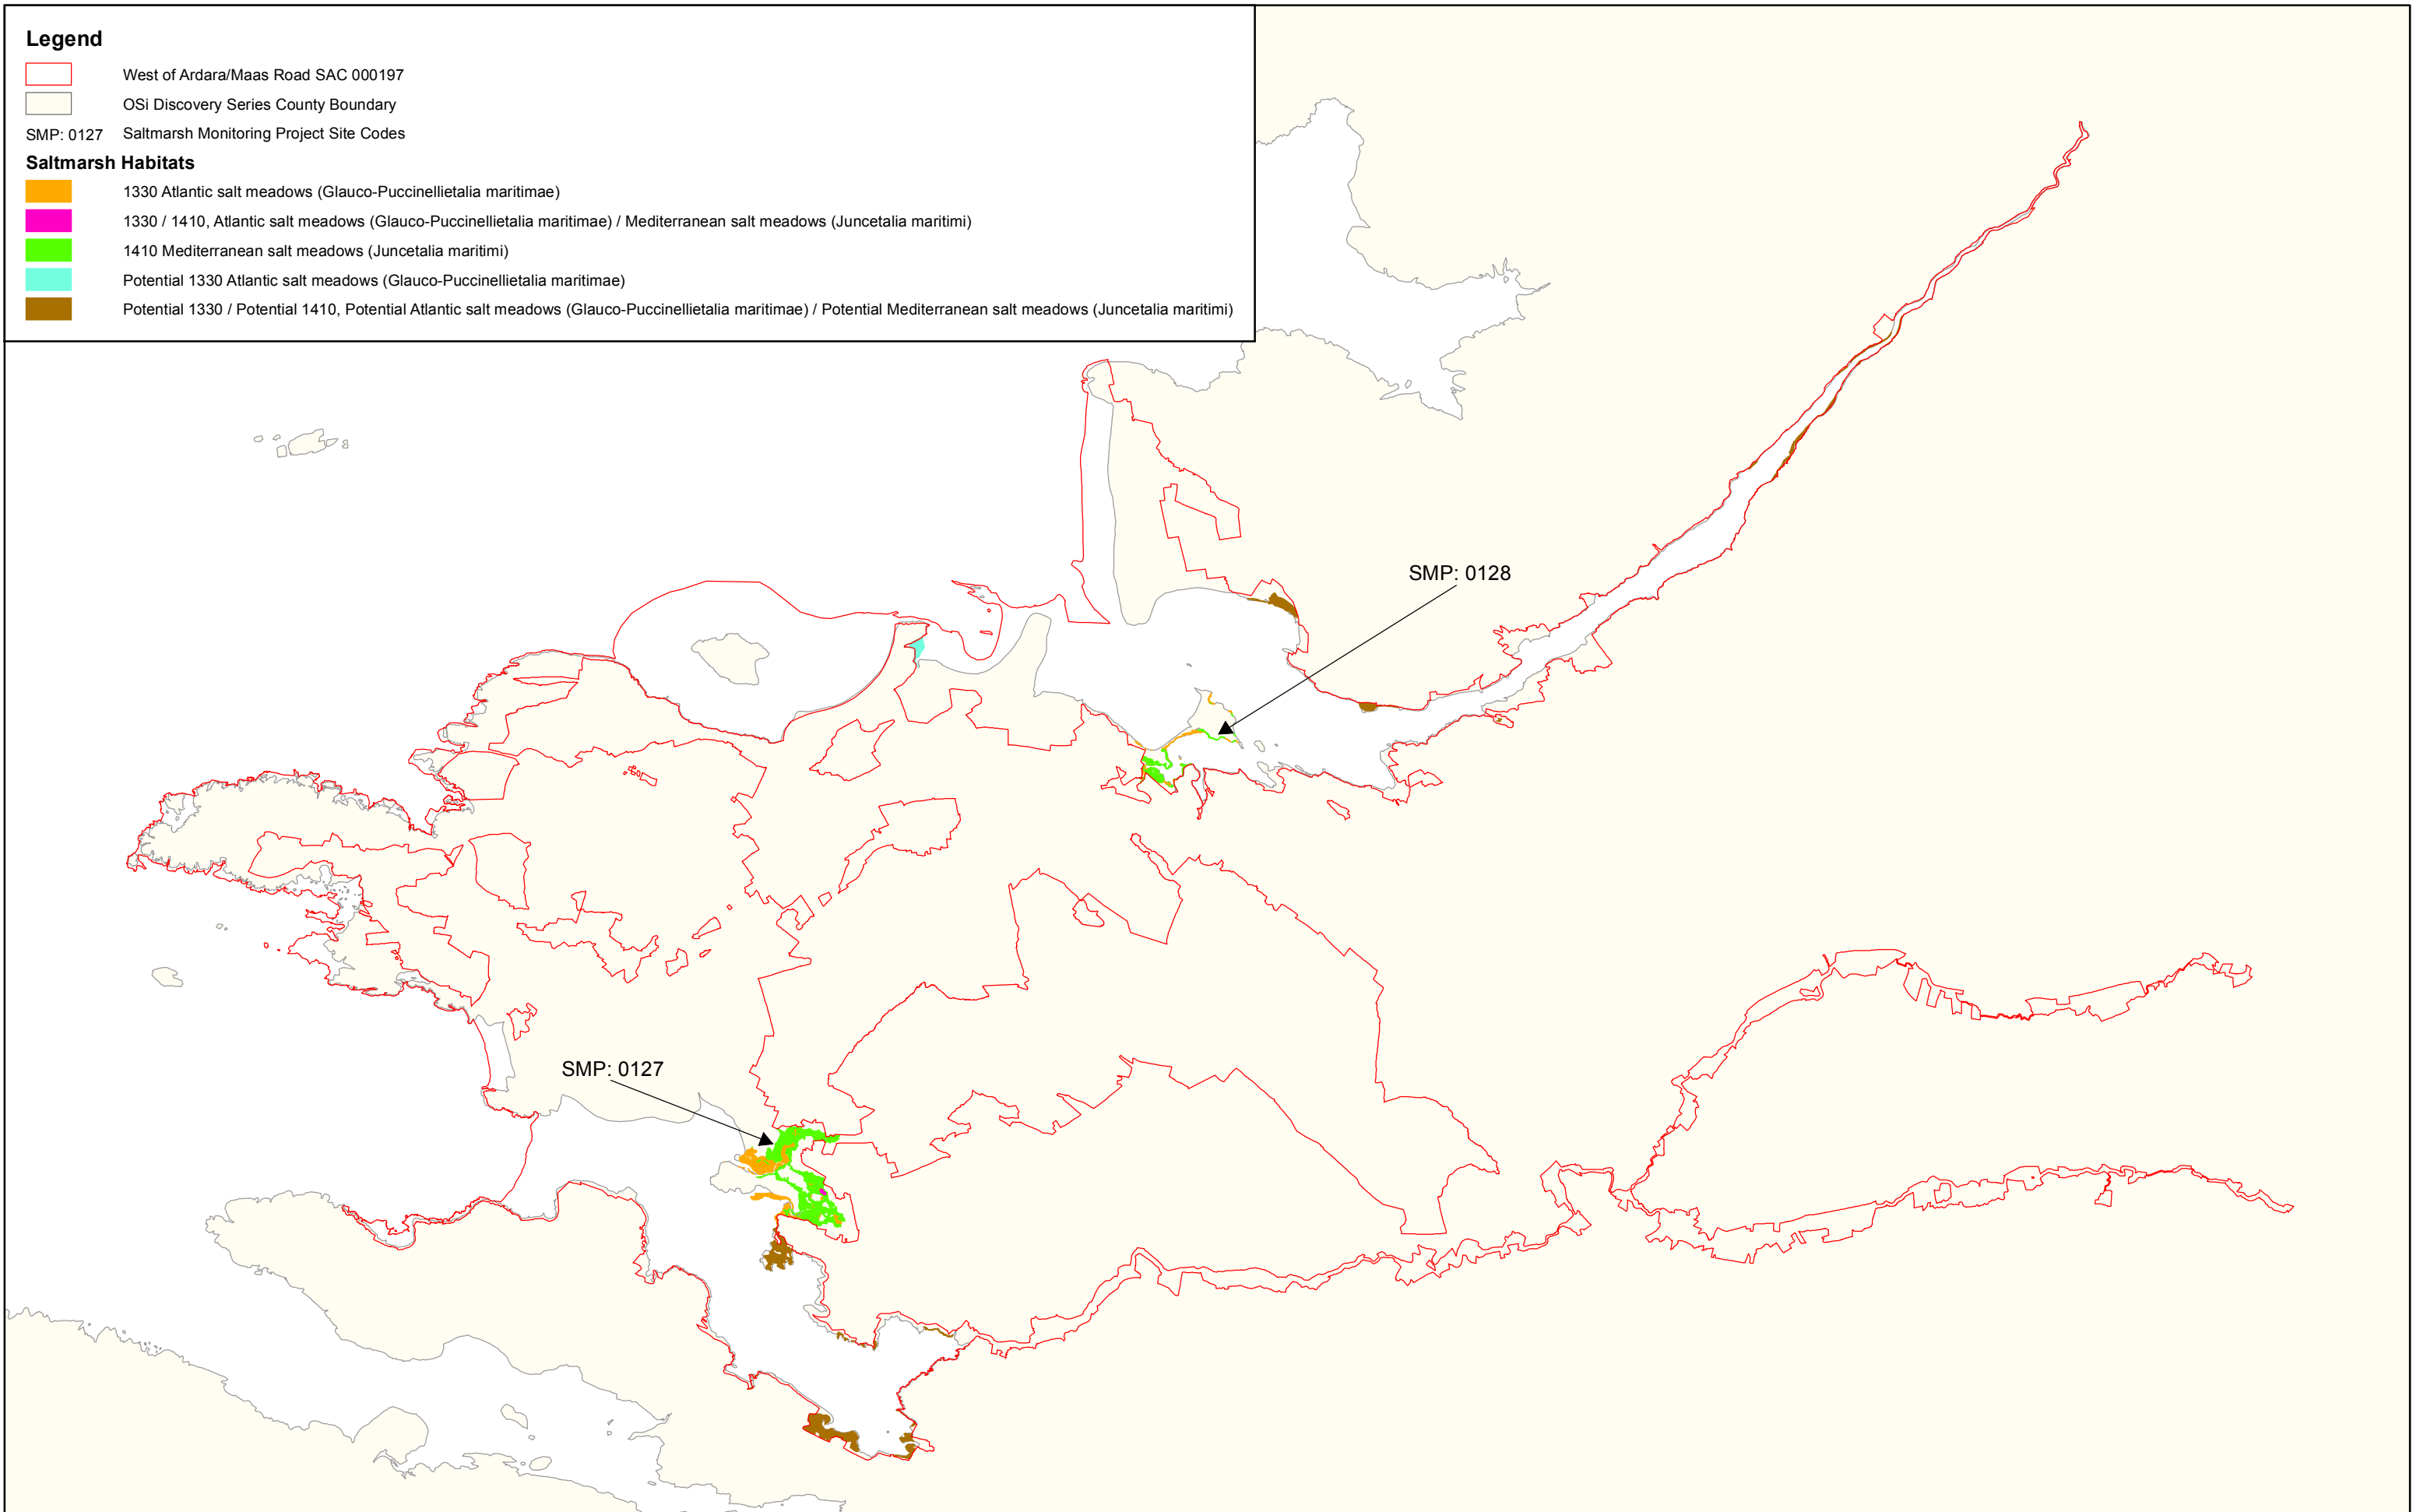 Legend
West of Ardara/Maas Road SAC 000197
OSi Discovery Series County Boundary
SMP: 0127 Saltmarsh Monitoring Project Site Codes
Saltmarsh Habitats
1330 Atlantic salt meadows (Glauco-Puccinellietalia maritimae)
1330 / 1410, Atlantic salt meadows (Glauco-Puccinellietalia maritimae) / Mediterranean salt meadows (Juncetalia maritimi)
1410 Mediterranean salt meadows (Juncetalia maritimi)
Potential 1330 Atlantic salt meadows (Glauco-Puccinellietalia maritimae)
Potential 1330 / Potential 1410, Potential Atlantic salt meadows (Glauco-Puccinellietalia maritimae) / Potential Mediterranean salt meadows (Juncetalia maritimi)
SMP: 0128
SMP: 0127